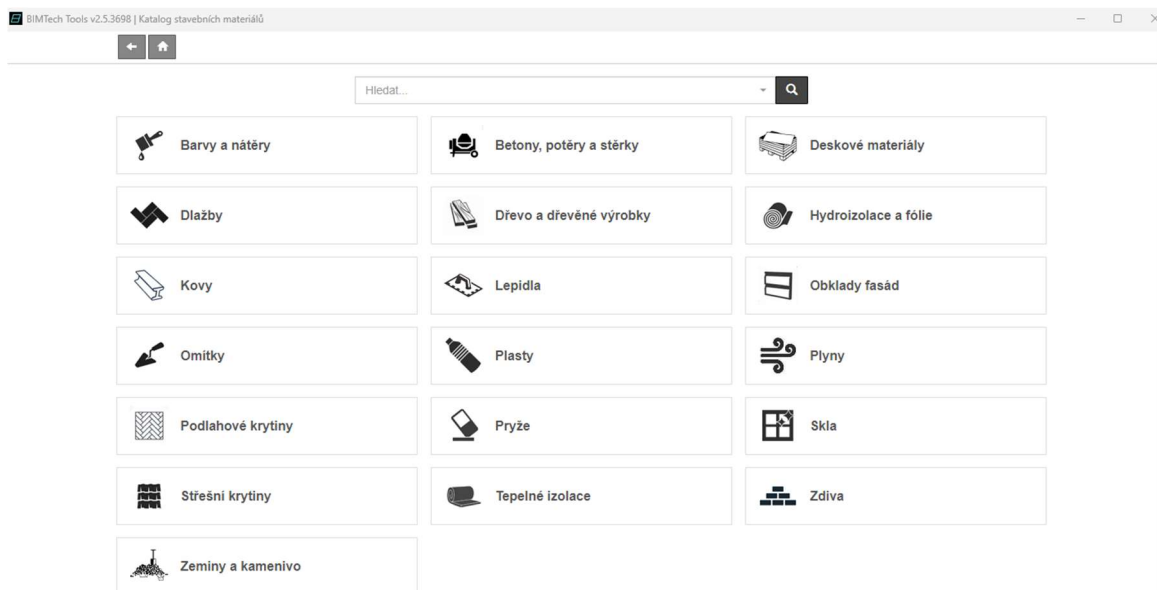 BIMTech Tools v2.5.3698 | Katalog stavebních materiálů
Hledat...
Barvy a nátěry
Betony, potěry a stěrky
Deskové materiály
Dlažby
Dřevo a dřevěné výrobky
Hydroizolace a fólie
Kovy
Lepidla
Obklady fasád
Omítky
Plasty
Plyny
Podlahové krytiny
Pryže
Skla
Střešní krytiny
Tepelné izolace
Zdiva
Zeminy a kamenivo